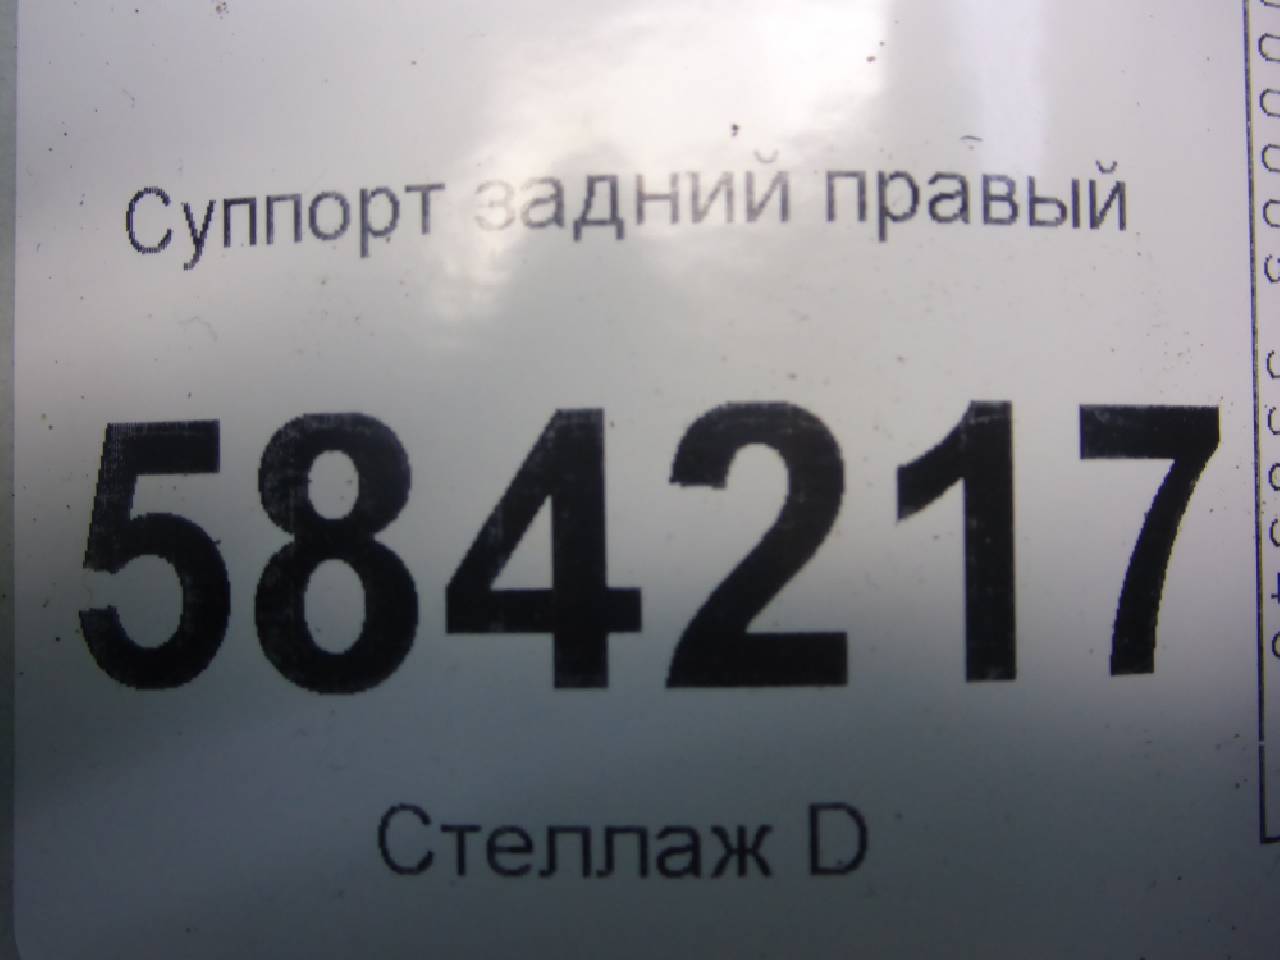 Суппорт задний правый
584217
Стеллаж D